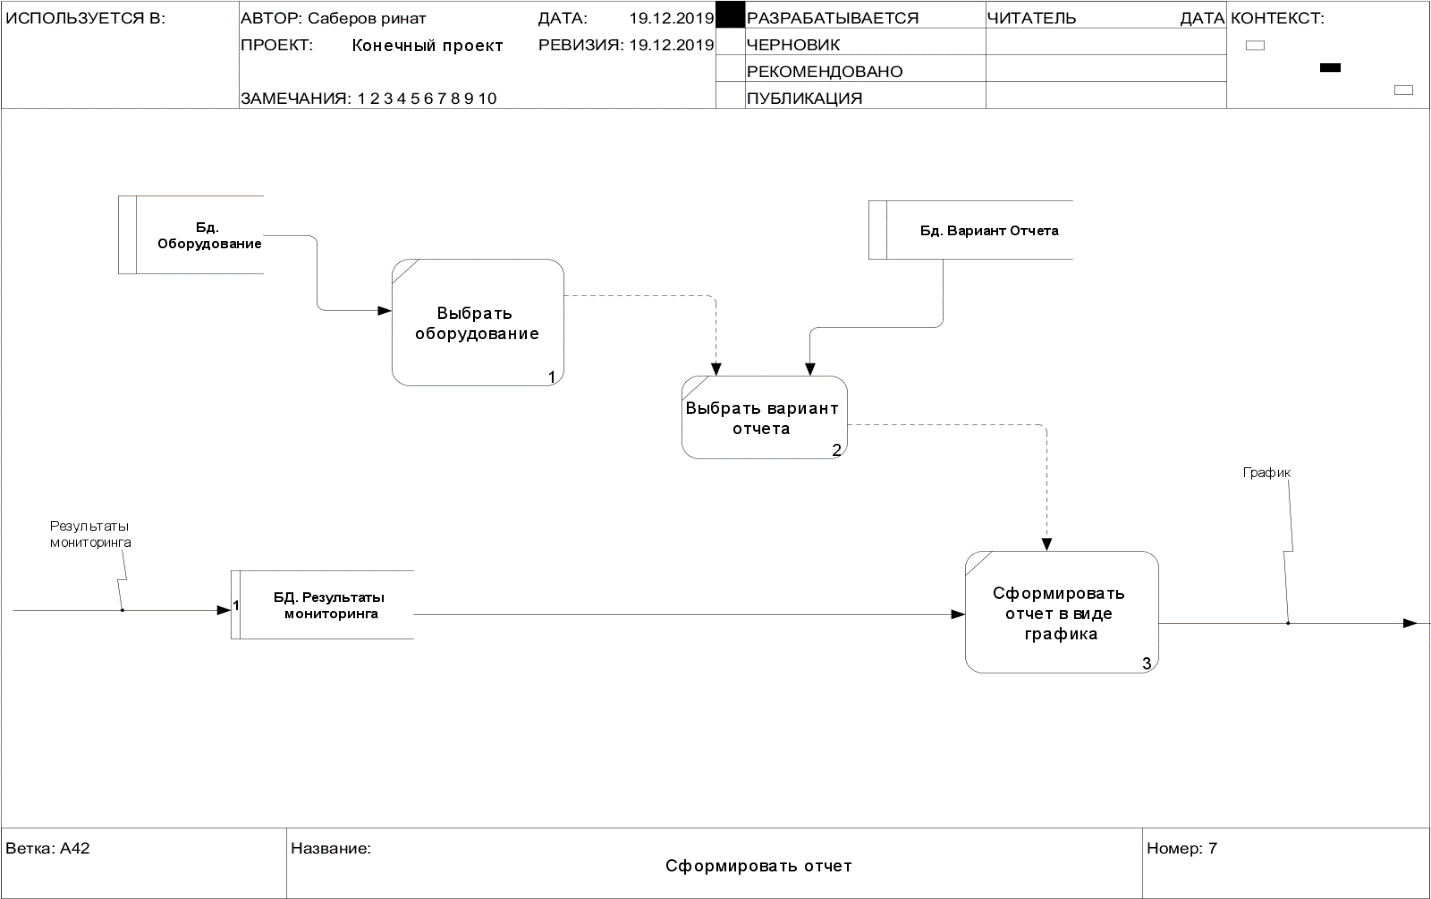 ИСПОЛЬЗУЕТСЯ В:
АВТОР: Саберов ринат
ДАТА: 19.12.2019
ПРОЕКТ: Конечный проект
РЕВИЗИЯ: 19.12.2019
ЗАМЕЧАНИЯ: 1 2 3 4 5 6 7 8 9 10
РАЗРАБАТЫВАЕТСЯ
ЧЕРНОВИК
РЕКОМЕНДОВАНО
ПУБЛИКАЦИЯ
ЧИТАТЕЛЬ ДАТА
КОНТЕКСТ:
Бд.
Оборудование
Бд. Вариант Отчета
Выбрать
оборудование
1
Выбрать вариант
отчета
2
График
Результаты
мониторинга
1
БД. Результаты
мониторинга
Сформировать
отчет в виде
графика
3
Ветка: А42
Название:
Сформировать отчет
Номер: 7